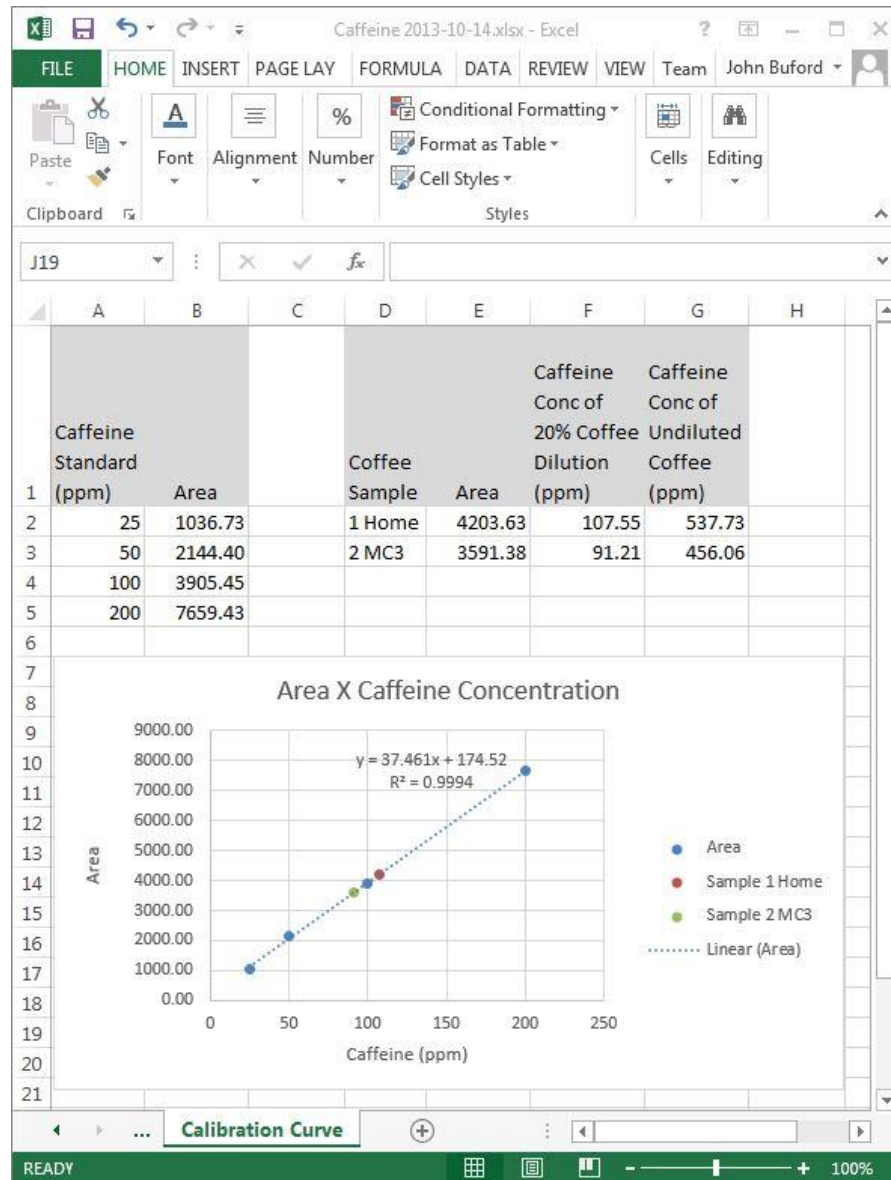 Caffeine 2013-10-14.xlsx - Excel
?
FILE HOME INSERT PAGE LAY FORMULA DATA REVIEW VIEW Team John Buford
Paste
Clipboard
A
Font
Alignment
%
Number
Conditional Formatting
Format as Table
Cell Styles
Styles
Cells
Editing
J19
fx
A B C D E F G H
1
Caffeine
Standard
(ppm)
Area
Coffee
Sample
Area
Caffeine
Conc of
20% Coffee
Dilution
(ppm)
Caffeine
Conc of
Undiluted
Coffee
(ppm)
2 25 1036.73 1 Home 4203.63 107.55 537.73
3 50 2144.40 2 MC3 3591.38 91.21 456.06
4 100 3905.45
5 200 7659.43
6
7
8
9
10
11
12
13
14
15
16
17
18
19
20
21
Area X Caffeine Concentration
9000.00
8000.00
7000.00
6000.00
5000.00
4000.00
3000.00
2000.00
1000.00
0.00
Area
y = 37.461x + 174.52
R² = 0.9994
0 50 100 150 200 250
Caffeine (ppm)
Area
Sample 1 Home
Sample 2 MC3
Linear (Area)
... Calibration Curve
READY
100%